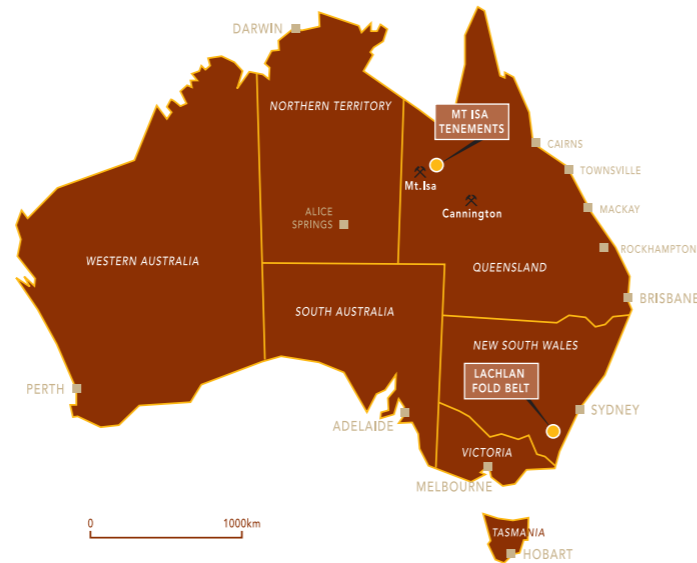 DARWIN
NORTHERN TERRITORY
MT ISA
TENEMENTS
CAIRNS
TOWNSVILLE
Mt.Isa
Cannington
MACKAY
ALICE
SPRINGS
ROCKHAMPTON
WESTERN AUSTRALIA
QUEENSLAND
BRISBANE
SOUTH AUSTRALIA
NEW SOUTH WALES
LACHLAN
FOLD BELT
PERTH
SYDNEY
ADELAIDE
VICTORIA
MELBOURNE
0
1000km
TASMANIA
HOBART